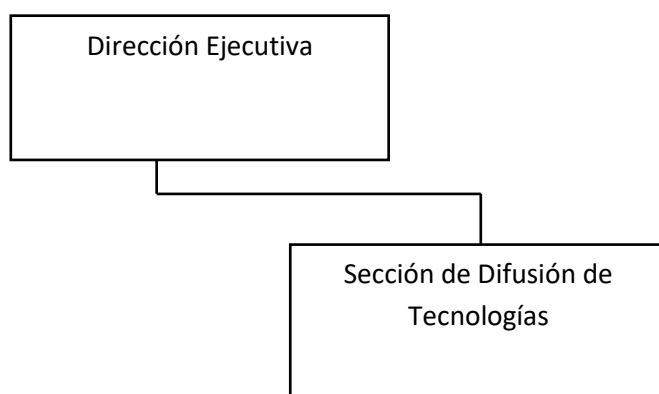 Dirección Ejecutiva
Sección de Difusión de
Tecnologías